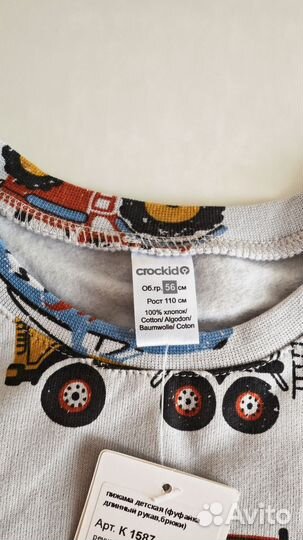 crockid
Об.гр. 56 см
Рост 110 см
100% хлопок/
Cotton/ Algodon/
Baumwolle/ Coton
пижама детская (фуфайка
длинный рукав,брюки)
Арт. К 1587
Avito